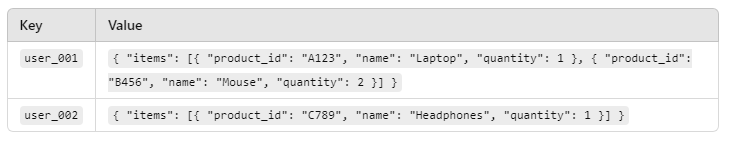 Key Value
user_001 { "items": [{ "product_id": "A123", "name": "Laptop", "quantity": 1 }, { "product_id":
"B456", "name": "Mouse", "quantity": 2 }] }
user_002 { "items": [{ "product_id": "C789", "name": "Headphones", "quantity": 1 }] }